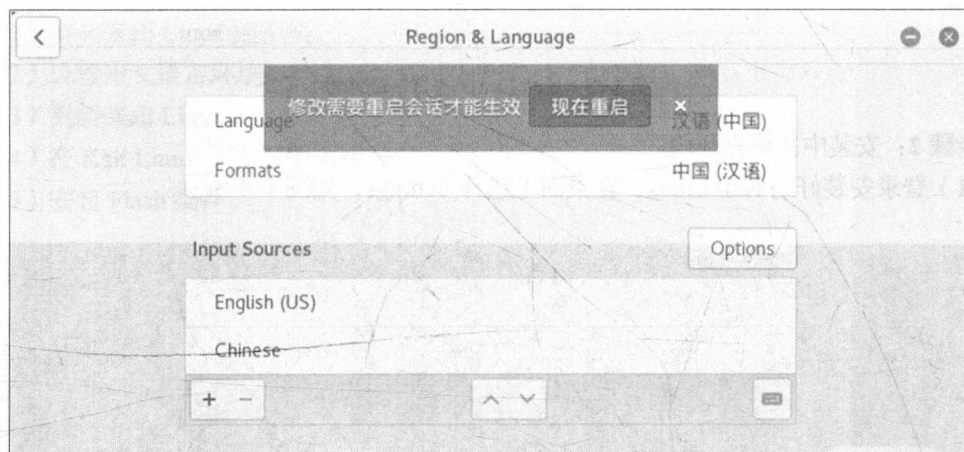 Region & Language
修改需要重启会话才能生效 现在重启 ×
Language 汉语 (中国)
Formats 中国 (汉语)
Input Sources Options
English (US)
Chinese